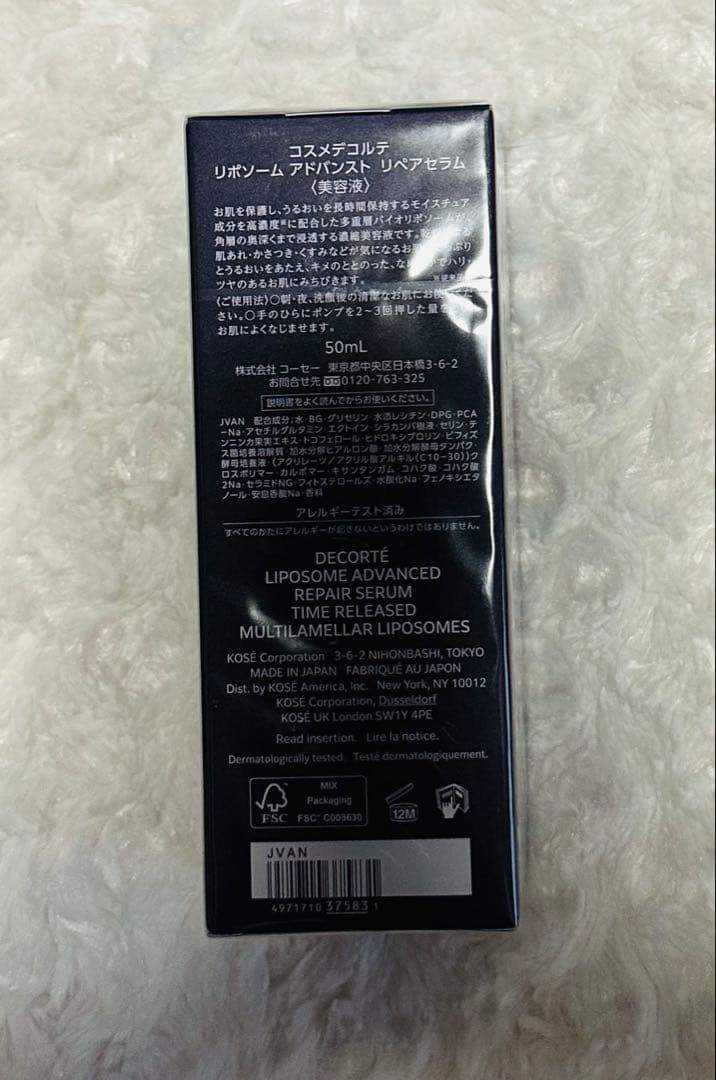 コスメデコルテ
リポソーム アドバンスト リペアセラム
〈美容液〉
お肌を保護し、うるおいを長時間保持するモイスチュア
成分を高濃度※に配合した多重層バイオリポソームが、
角層の奥深くまで浸透する濃縮美容液です。乾
肌あれ・かさつき・くすみなどが気になるお肌
とうるおいをあたえ、キメのととのった、な
ツヤのあるお肌にみちびきます。
〈ご使用法〉○朝・夜、洗顔後の清潔なお肌にお使
さい。○手のひらにポンプを2~3回押した量を
お肌によくなじませます。
50mL
株式会社 コーセー 東京都中央区日本橋3-6-2
お問合せ先 0120-763-325
説明書をよく読んでからお使いください。
JVAN 配合成分:水・BG・グリセリン・水添レシチン・DPG・PCA
-Na・アセチルグルタミン・エクトイン・シラカンバ樹液・セリン・テ
ンニンカ果実エキス・トコフェロール・ヒドロキシプロリン・ビフィズ
ス菌培養溶解質・加水分解ヒアルロン酸・加水分解酵母タンパク・
酵母培養液・(アクリレーツ/アクリル酸アルキル(C10-30))ク
ロスポリマー・カルボマー・キサンタンガム・コハク酸・コハク酸
2Na・セラミドNG・フィトステロールズ・水酸化Na・フェノキシエタ
ノール・安息香酸Na・香料
アレルギーテスト済み
すべてのかたにアレルギーが起きないというわけではありません。
DECORTÉ
LIPOSOME ADVANCED
REPAIR SERUM
TIME RELEASED
MULTILAMELLAR LIPOSOMES
KOSÉ Corporation 3-6-2 NIHONBASHI, TOKYO
MADE IN JAPAN FABRIQUÉ AU JAPON
Dist. by KOSÉ America, Inc. New York, NY 10012
KOSÉ Corporation, Dusseldorf
KOSÉ UK London SW1Y 4PE
Read insertion. Lire la notice.
Dermatologically tested. Testé dermatologiquement.
FSC
MIX
Packaging
FSC® C003630
12M
JVAN
4971710 37583 1